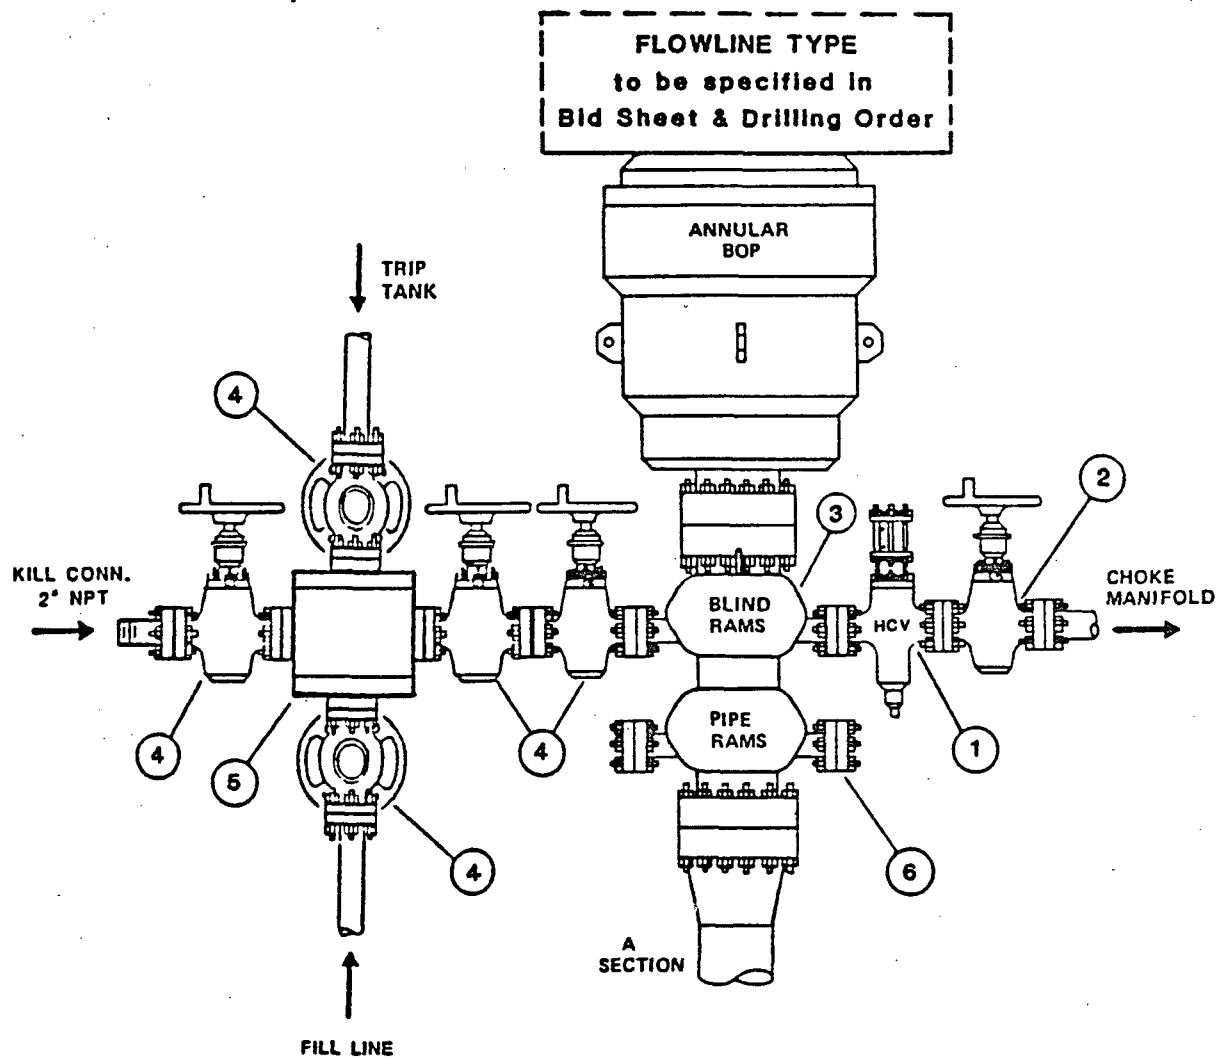 FLOWLINE TYPE
to be specified in
Bid Sheet & Drilling Order
ANNULAR
BOP
TRIP
TANK
4
2
3
KILL CONN.
2" NPT
BLIND
RAMS
HCV
CHOKE
MANIFOLD
PIPE
RAMS
4
5
4
1
4
6
A
SECTION
FILL LINE